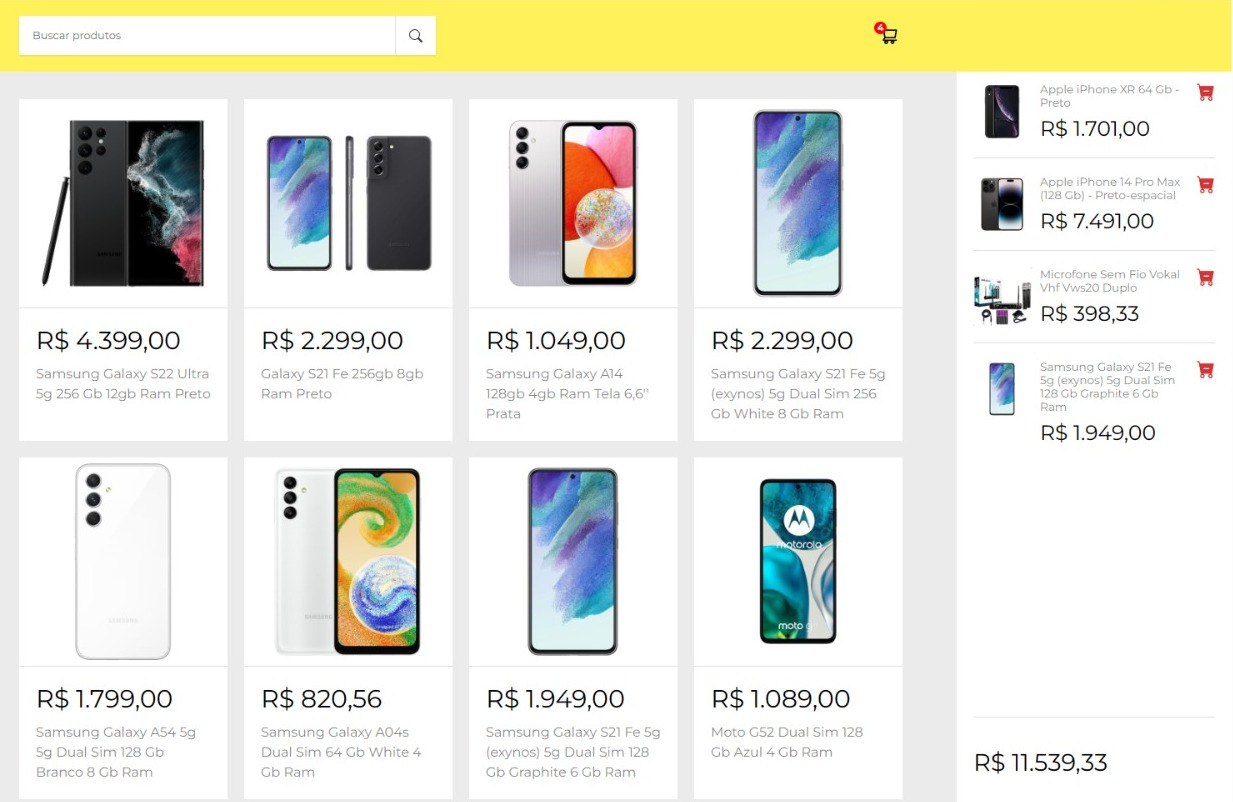 Buscar produtos
4
R$ 4.399,00
Samsung Galaxy S22 Ultra
5g 256 Gb 12gb Ram Preto
R$ 2.299,00
Galaxy S21 Fe 256gb 8gb
Ram Preto
R$ 1.049,00
Samsung Galaxy A14
128gb 4gb Ram Tela 6,6''
Prata
R$ 2.299,00
Samsung Galaxy S21 Fe 5g
(exynos) 5g Dual Sim 256
Gb White 8 Gb Ram
SAMSUNG
R$ 1.799,00
Samsung Galaxy A54 5g
5g Dual Sim 128 Gb
Branco 8 Gb Ram
SAMSUNG
R$ 820,56
Samsung Galaxy A04s
Dual Sim 64 Gb White 4
Gb Ram
R$ 1.949,00
Samsung Galaxy S21 Fe 5g
(exynos) 5g Dual Sim 128
Gb Graphite 6 Gb Ram
motorola
moto
R$ 1.089,00
Moto G52 Dual Sim 128
Gb Azul 4 Gb Ram
Apple iPhone XR 64 Gb -
Preto
R$ 1.701,00
Apple iPhone 14 Pro Max
(128 Gb) - Preto-espacial
R$ 7.491,00
Microfone Sem Fio Vokal
Vhf Vws20 Duplo
R$ 398,33
Samsung Galaxy S21 Fe
5g (exynos) 5g Dual Sim
128 Gb Graphite 6 Gb
Ram
R$ 1.949,00
R$ 11.539,33